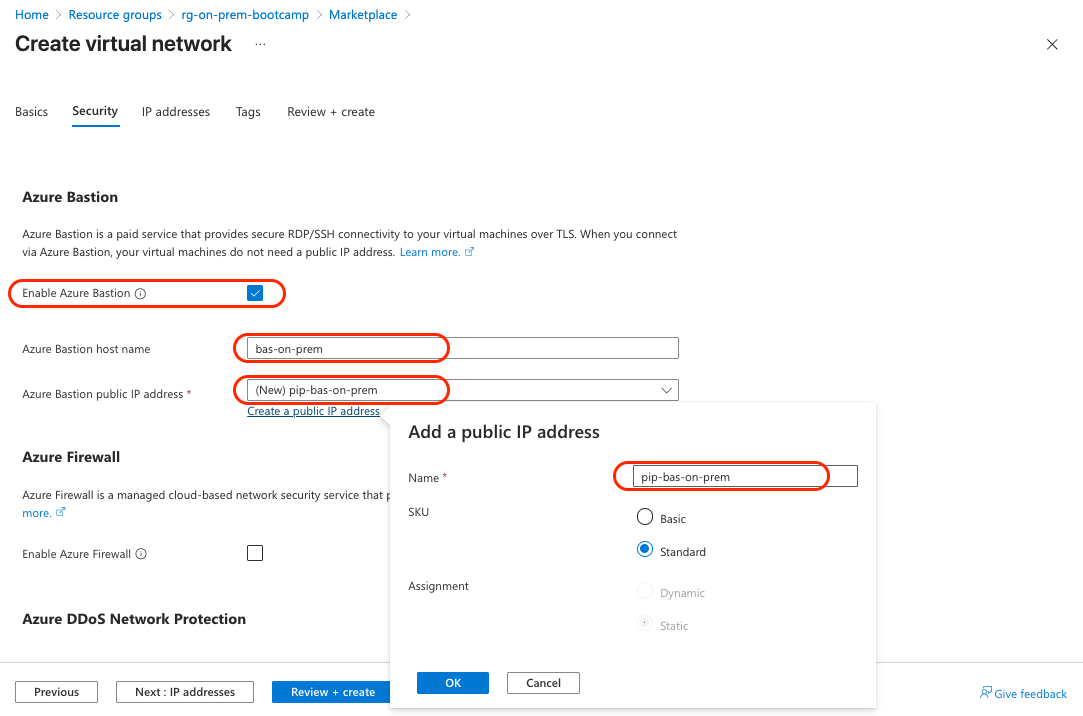 Home > Resource groups > rg-on-prem-bootcamp > Marketplace >
Create virtual network ...
Basics Security IP addresses Tags Review + create
Azure Bastion
Azure Bastion is a paid service that provides secure RDP/SSH connectivity to your virtual machines over TLS. When you connect
via Azure Bastion, your virtual machines do not need a public IP address. Learn more.
Enable Azure Bastion
Azure Bastion host name bas-on-prem
Azure Bastion public IP address * (New) pip-bas-on-prem
Create a public IP address
Add a public IP address
Name * pip-bas-on-prem
SKU
Basic
Standard
Assignment
Dynamic
Static
OK Cancel
Azure Firewall
Azure Firewall is a managed cloud-based network security service that
more.
Enable Azure Firewall
Azure DDoS Network Protection
Previous Next : IP addresses Review + create Give feedback